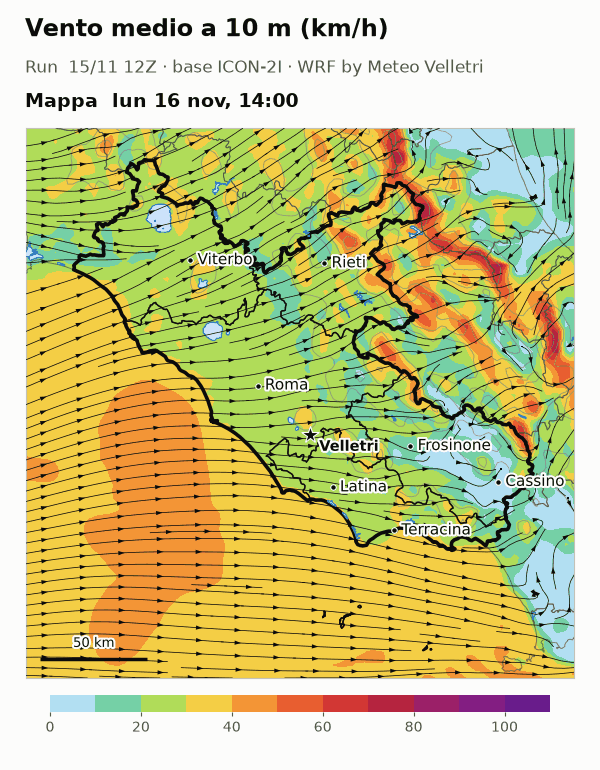 Vento medio a 10 m (km/h)
Run  15/11 12Z · base ICON-2I · WRF by Meteo Velletri
Mappa  lun 16 nov, 14:00
Viterbo
Rieti
Roma
Velletri
Frosinone
Cassino
Latina
Terracina
50 km
0 20 40 60 80 100